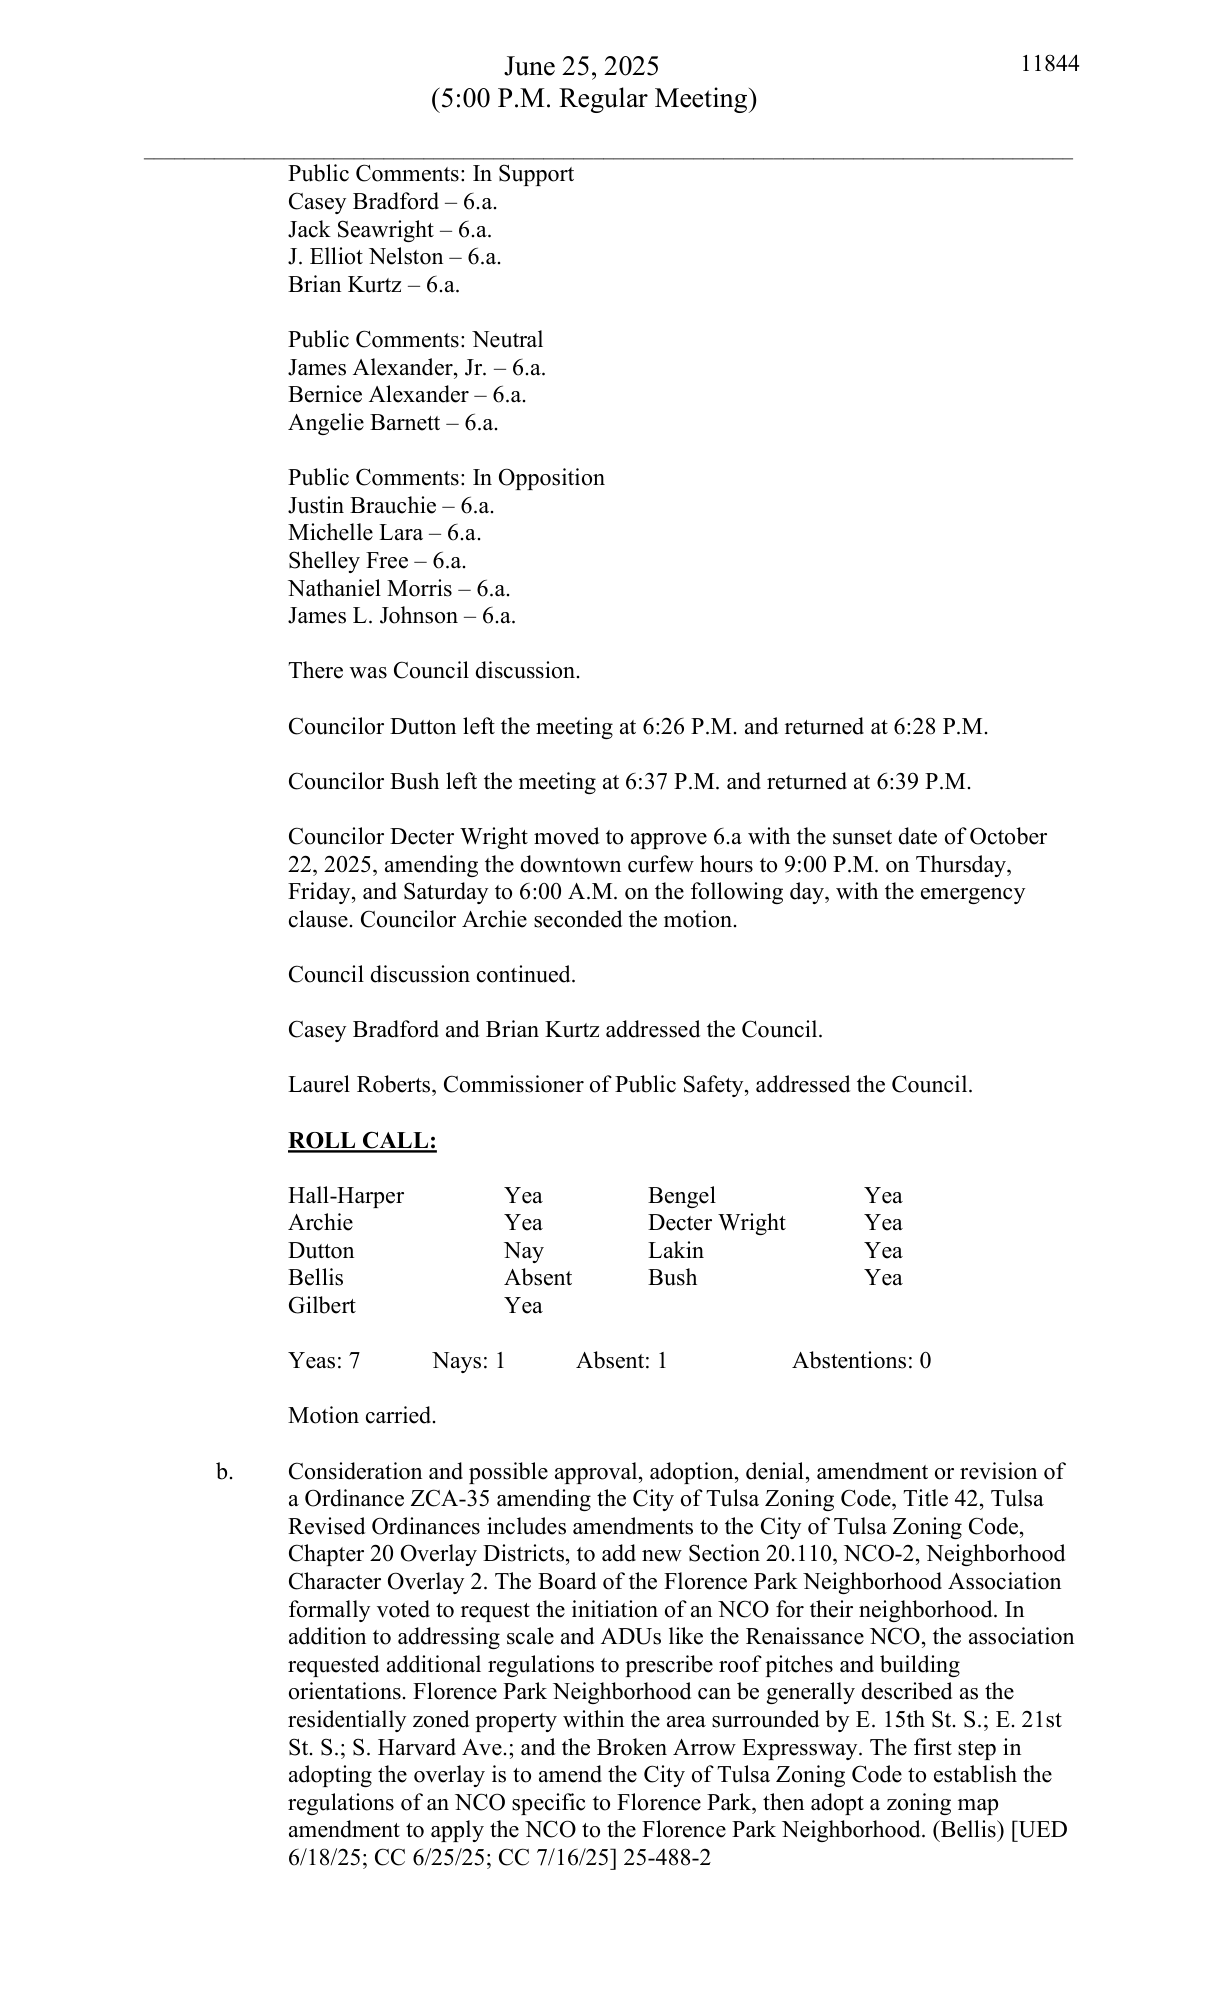 June 25, 2025
11844
(5:00 P.M. Regular Meeting)
Public Comments: In Support
Casey Bradford – 6.a.
Jack Seawright – 6.a.
J. Elliot Nelston – 6.a.
Brian Kurtz – 6.a.
Public Comments: Neutral
James Alexander, Jr. – 6.a.
Bernice Alexander – 6.a.
Angelie Barnett – 6.a.
Public Comments: In Opposition
Justin Brauchie – 6.a.
Michelle Lara – 6.a.
Shelley Free – 6.a.
Nathaniel Morris – 6.a.
James L. Johnson – 6.a.
There was Council discussion.
Councilor Dutton left the meeting at 6:26 P.M. and returned at 6:28 P.M.
Councilor Bush left the meeting at 6:37 P.M. and returned at 6:39 P.M.
Councilor Decter Wright moved to approve 6.a with the sunset date of October
22, 2025, amending the downtown curfew hours to 9:00 P.M. on Thursday,
Friday, and Saturday to 6:00 A.M. on the following day, with the emergency
clause. Councilor Archie seconded the motion.
Council discussion continued.
Casey Bradford and Brian Kurtz addressed the Council.
Laurel Roberts, Commissioner of Public Safety, addressed the Council.
ROLL CALL:
Hall-Harper Yea Bengel Yea
Archie Yea Decter Wright Yea
Dutton Nay Lakin Yea
Bellis Absent Bush Yea
Gilbert Yea
Yeas: 7 Nays: 1 Absent: 1 Abstentions: 0
Motion carried.
b. Consideration and possible approval, adoption, denial, amendment or revision of
a Ordinance ZCA-35 amending the City of Tulsa Zoning Code, Title 42, Tulsa
Revised Ordinances includes amendments to the City of Tulsa Zoning Code,
Chapter 20 Overlay Districts, to add new Section 20.110, NCO-2, Neighborhood
Character Overlay 2. The Board of the Florence Park Neighborhood Association
formally voted to request the initiation of an NCO for their neighborhood. In
addition to addressing scale and ADUs like the Renaissance NCO, the association
requested additional regulations to prescribe roof pitches and building
orientations. Florence Park Neighborhood can be generally described as the
residentially zoned property within the area surrounded by E. 15th St. S.; E. 21st
St. S.; S. Harvard Ave.; and the Broken Arrow Expressway. The first step in
adopting the overlay is to amend the City of Tulsa Zoning Code to establish the
regulations of an NCO specific to Florence Park, then adopt a zoning map
amendment to apply the NCO to the Florence Park Neighborhood. (Bellis) [UED
6/18/25; CC 6/25/25; CC 7/16/25] 25-488-2